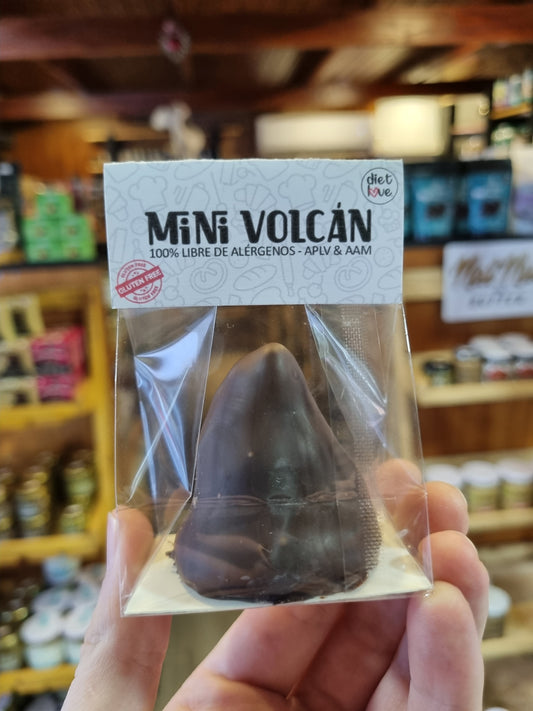 diet
love
MiNi VOLCÁN
100% LIBRE DE ALÉRGENOS - APLV & AAM
GLUTEN FREE